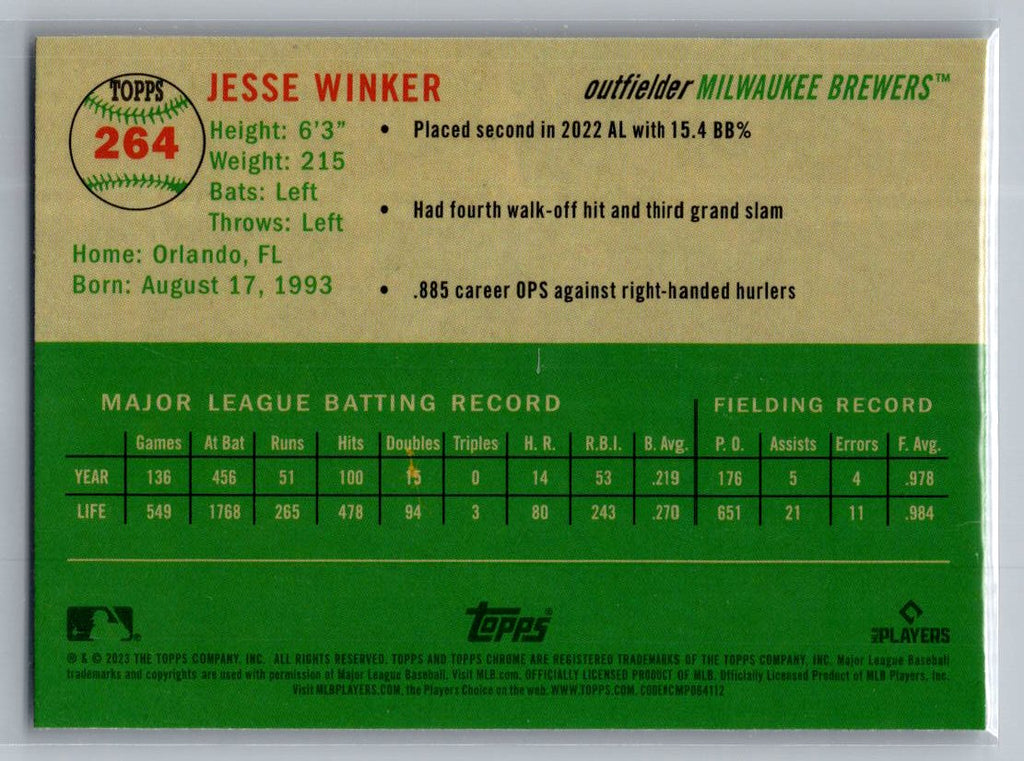 TOPPS
264
JESSE WINKER
outfielder MILWAUKEE BREWERS™
Height: 6'3"
Weight: 215
Bats: Left
Throws: Left
Home: Orlando, FL
Born: August 17, 1993
• Placed second in 2022 AL with 15.4 BB%
• Had fourth walk-off hit and third grand slam
• .885 career OPS against right-handed hurlers
MAJOR LEAGUE BATTING RECORD FIELDING RECORD
Games At Bat Runs Hits Doubles Triples H. R. R.B.I. B. Avg. P. O. Assists Errors F. Avg.
YEAR 136 456 51 100 15 0 14 53 .219 176 5 4 .978
LIFE 549 1768 265 478 94 3 80 243 .270 651 21 11 .984
Topps®
MLB PLAYERS
® & © 2023 THE TOPPS COMPANY, INC. ALL RIGHTS RESERVED. TOPPS AND TOPPS CHROME ARE REGISTERED TRADEMARKS OF THE TOPPS COMPANY, INC. Major League Baseball
trademarks and copyrights are used with permission of Major League Baseball. Visit MLB.com. OFFICIALLY LICENSED PRODUCT OF MLB. Officially Licensed Product of MLB Players, Inc.
Visit MLBPLAYERS.COM, the Players Choice on the web. WWW.TOPPS.COM. CODE#CMP064112